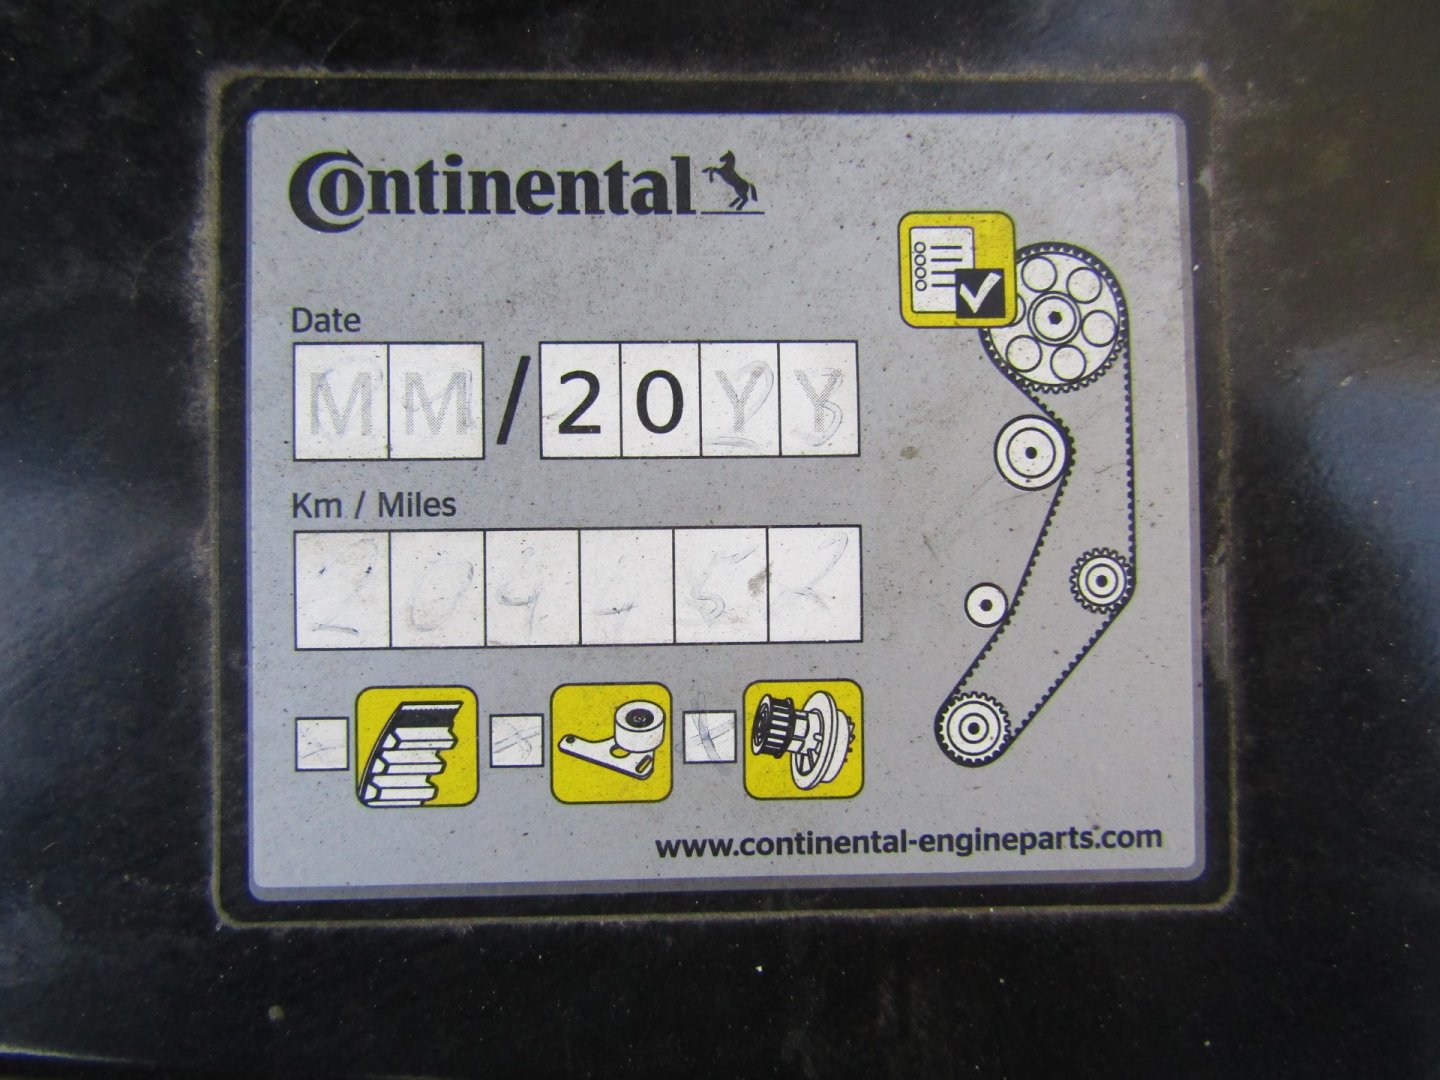 Continental
Date
MM/20YY
Km / Miles
www.continental-engineparts.com